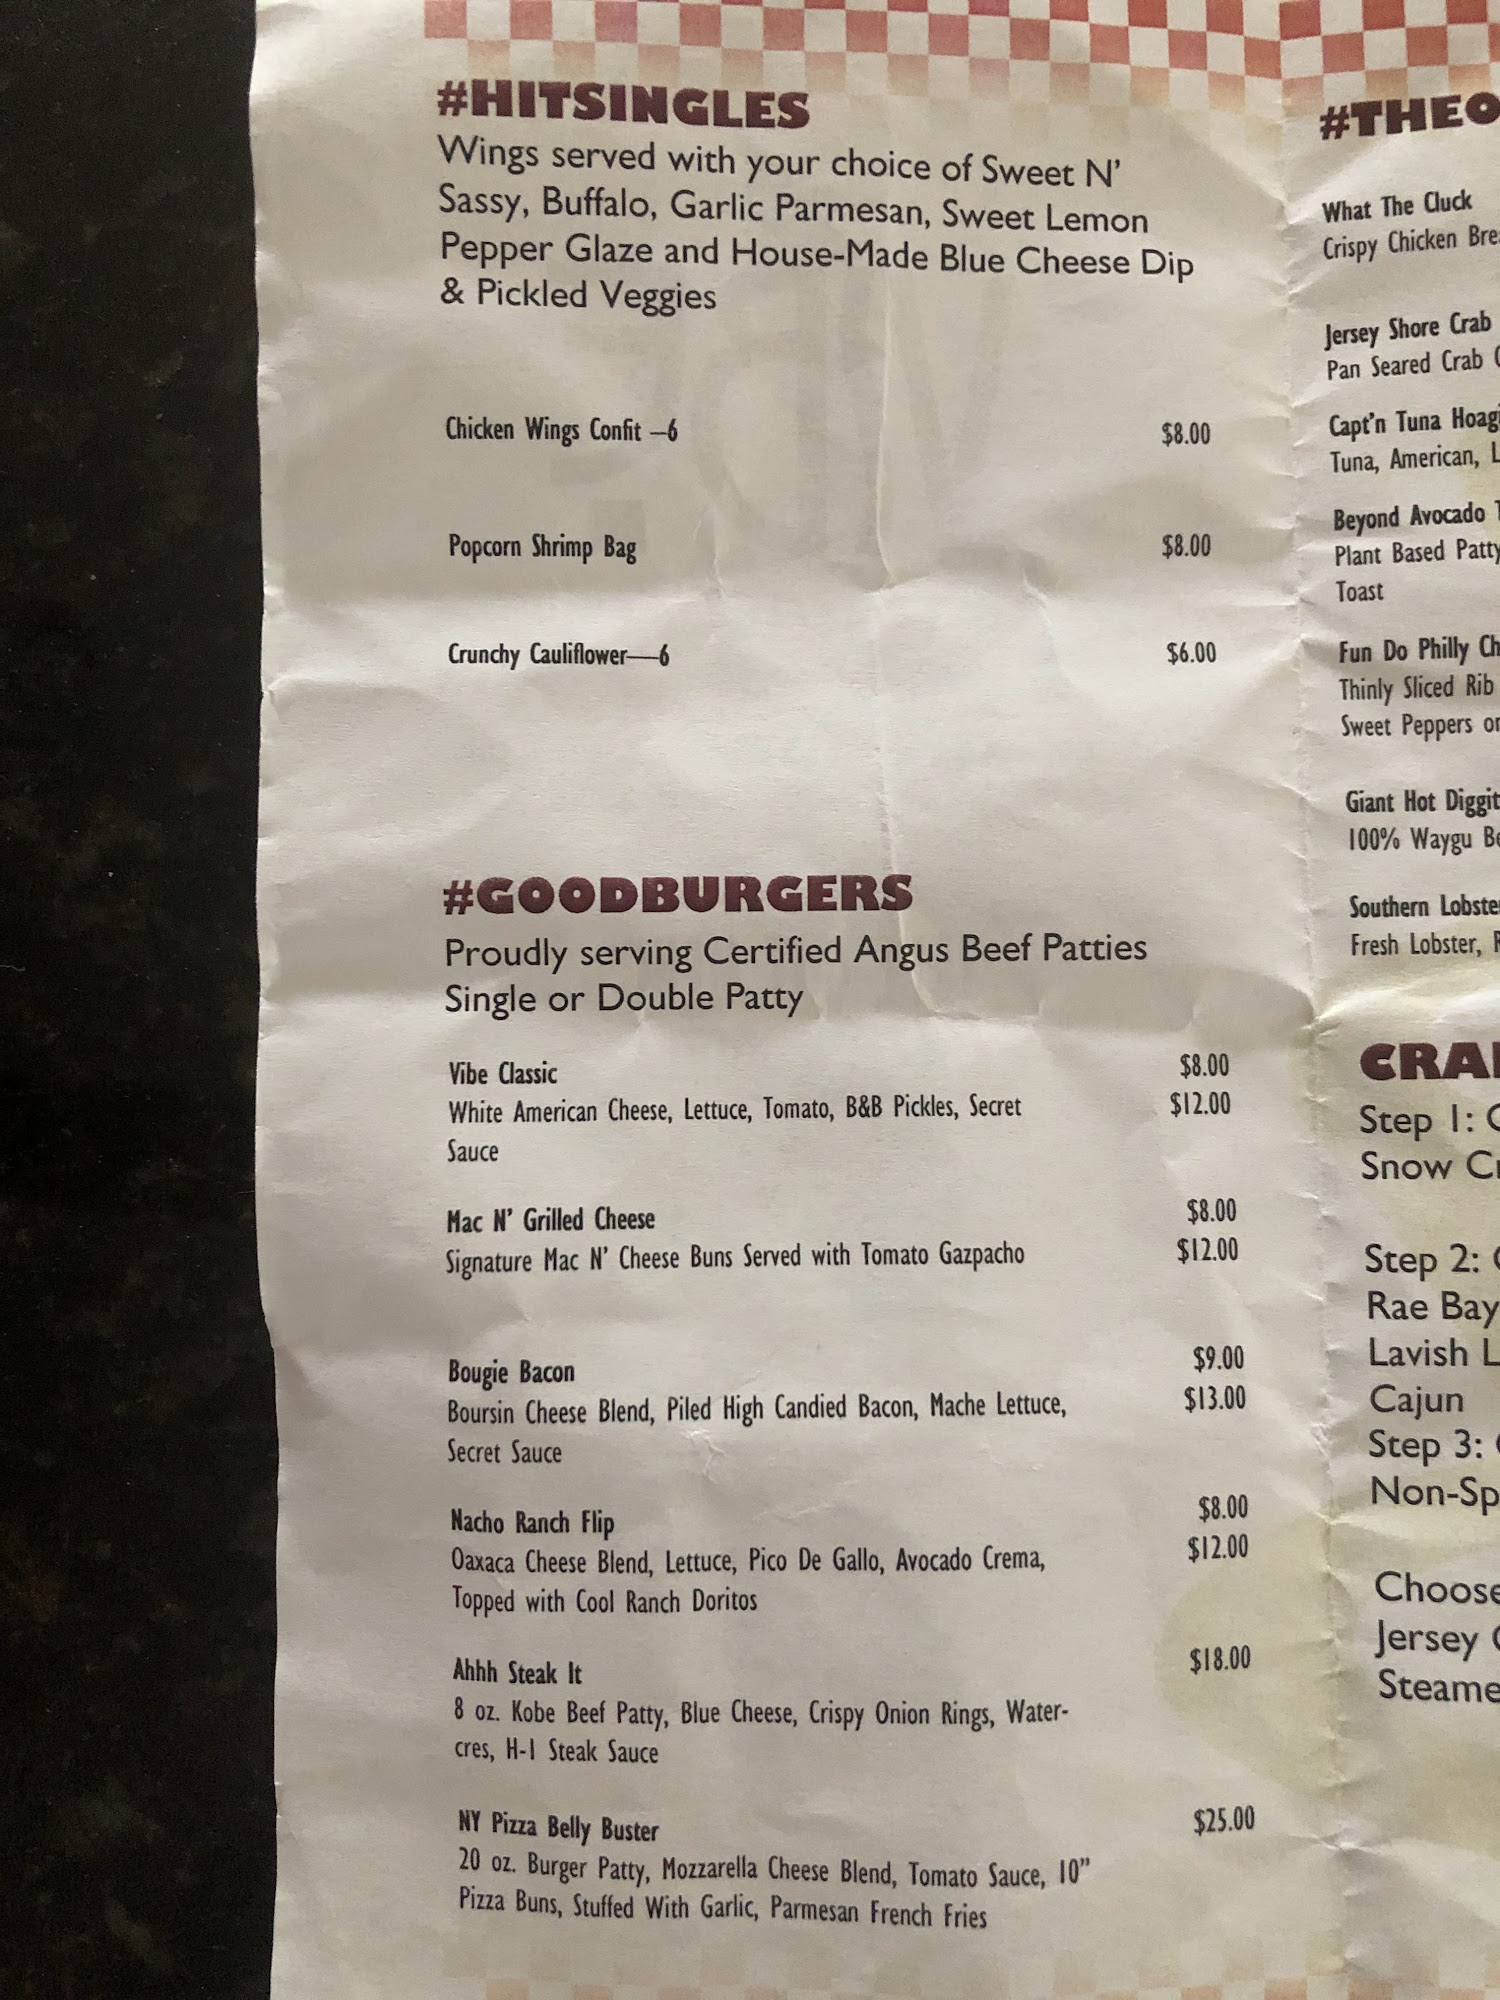 #HITSINGLES
Wings served with your choice of Sweet N'
Sassy, Buffalo, Garlic Parmesan, Sweet Lemon
Pepper Glaze and House-Made Blue Cheese Dip
& Pickled Veggies
Chicken Wings Confit –6 $8.00
Popcorn Shrimp Bag $8.00
Crunchy Cauliflower—6 $6.00
#GOODBURGERS
Proudly serving Certified Angus Beef Patties
Single or Double Patty
Vibe Classic $8.00
White American Cheese, Lettuce, Tomato, B&B Pickles, Secret $12.00
Sauce
Mac N' Grilled Cheese $8.00
Signature Mac N' Cheese Buns Served with Tomato Gazpacho $12.00
Bougie Bacon $9.00
Boursin Cheese Blend, Piled High Candied Bacon, Mache Lettuce, $13.00
Secret Sauce
Nacho Ranch Flip $8.00
Oaxaca Cheese Blend, Lettuce, Pico De Gallo, Avocado Crema, $12.00
Topped with Cool Ranch Doritos
Ahhh Steak It $18.00
8 oz. Kobe Beef Patty, Blue Cheese, Crispy Onion Rings, Water-
cres, H-1 Steak Sauce
NY Pizza Belly Buster $25.00
20 oz. Burger Patty, Mozzarella Cheese Blend, Tomato Sauce, 10"
Pizza Buns, Stuffed With Garlic, Parmesan French Fries
What The Cluck
Crispy Chicken
Jersey Shore Crab
Pan Seared Crab
Capt'n Tuna
Tuna, American,
Beyond Avocado
Plant Based Patty
Toast
Fun Do Philly
Thinly Sliced Rib
Sweet Peppers
Giant Hot
100% Waygu
Southern
Fresh Lobster,
Step 1:
Snow
Step 2:
Rae Bay
Lavish
Cajun
Step 3:
Choose
Jersey